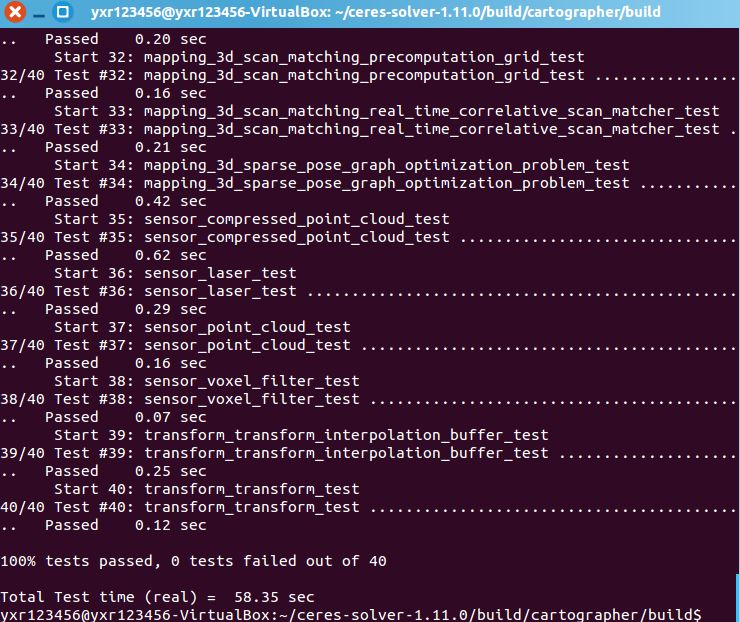 yxr123456@yxr123456-VirtualBox: ~/ceres-solver-1.11.0/build/cartographer/build
..   Passed    0.20 sec
      Start 32: mapping_3d_scan_matching_precomputation_grid_test
32/40 Test #32: mapping_3d_scan_matching_precomputation_grid_test ................
..   Passed    0.16 sec
      Start 33: mapping_3d_scan_matching_real_time_correlative_scan_matcher_test
33/40 Test #33: mapping_3d_scan_matching_real_time_correlative_scan_matcher_test .
..   Passed    0.21 sec
      Start 34: mapping_3d_sparse_pose_graph_optimization_problem_test
34/40 Test #34: mapping_3d_sparse_pose_graph_optimization_problem_test ...........
..   Passed    0.42 sec
      Start 35: sensor_compressed_point_cloud_test
35/40 Test #35: sensor_compressed_point_cloud_test ...............................
..   Passed    0.62 sec
      Start 36: sensor_laser_test
36/40 Test #36: sensor_laser_test ................................................
..   Passed    0.29 sec
      Start 37: sensor_point_cloud_test
37/40 Test #37: sensor_point_cloud_test ..........................................
..   Passed    0.16 sec
      Start 38: sensor_voxel_filter_test
38/40 Test #38: sensor_voxel_filter_test .........................................
..   Passed    0.07 sec
      Start 39: transform_transform_interpolation_buffer_test
39/40 Test #39: transform_transform_interpolation_buffer_test ....................
..   Passed    0.25 sec
      Start 40: transform_transform_test
40/40 Test #40: transform_transform_test .........................................
..   Passed    0.12 sec
100% tests passed, 0 tests failed out of 40
Total Test time (real) =  58.35 sec
yxr123456@yxr123456-VirtualBox:~/ceres-solver-1.11.0/build/cartographer/build$